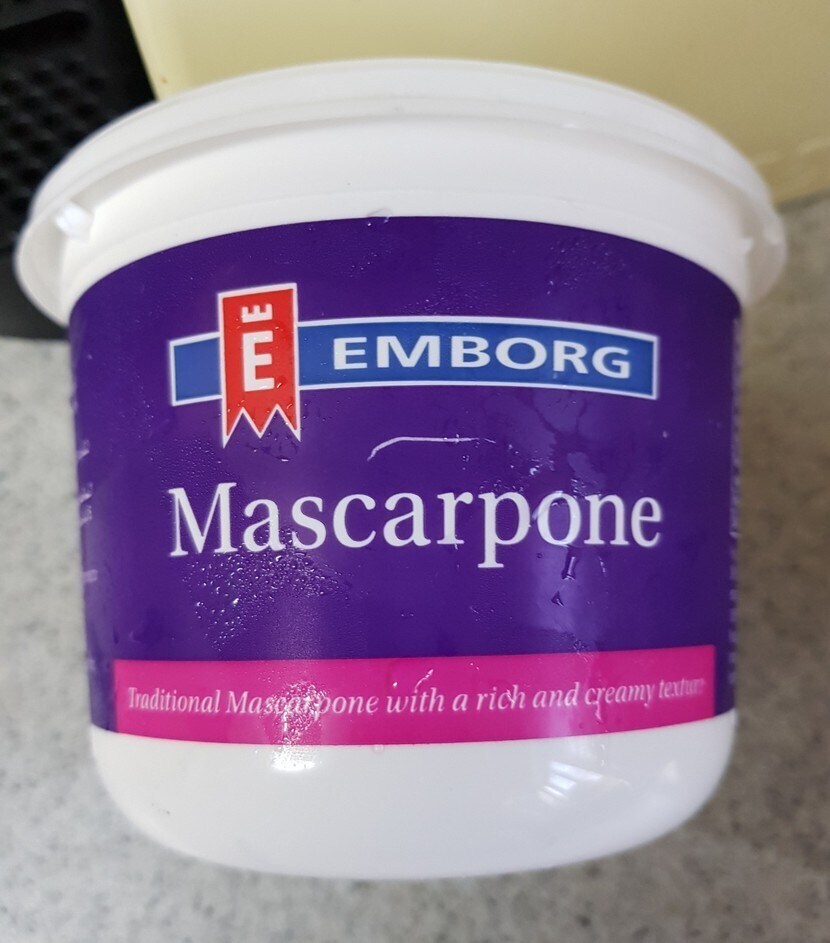 E E
EMBORG
Mascarpone
Traditional Mascarpone with a rich and creamy texture